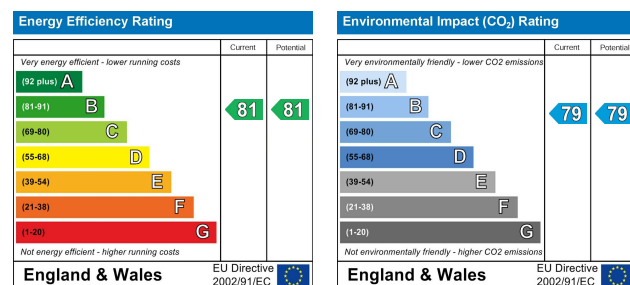 Energy Efficiency Rating
Current Potential
Very energy efficient - lower running costs
(92 plus) A
(81-91) B
81 81
(69-80) C
(55-68) D
(39-54) E
(21-38) F
(1-20) G
Not energy efficient - higher running costs
England & Wales
EU Directive
2002/91/EC
Environmental Impact (CO₂) Rating
Current Potential
Very environmentally friendly - lower CO2 emissions
(92 plus) A
(81-91) B
79 79
(69-80) C
(55-68) D
(39-54) E
(21-38) F
(1-20) G
Not environmentally friendly - higher CO2 emissions
England & Wales
EU Directive
2002/91/EC